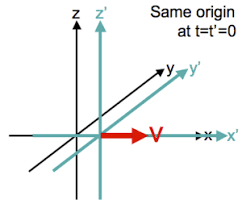 Same origin
at t=t'=0
z
z'
y
y'
V
x
x'